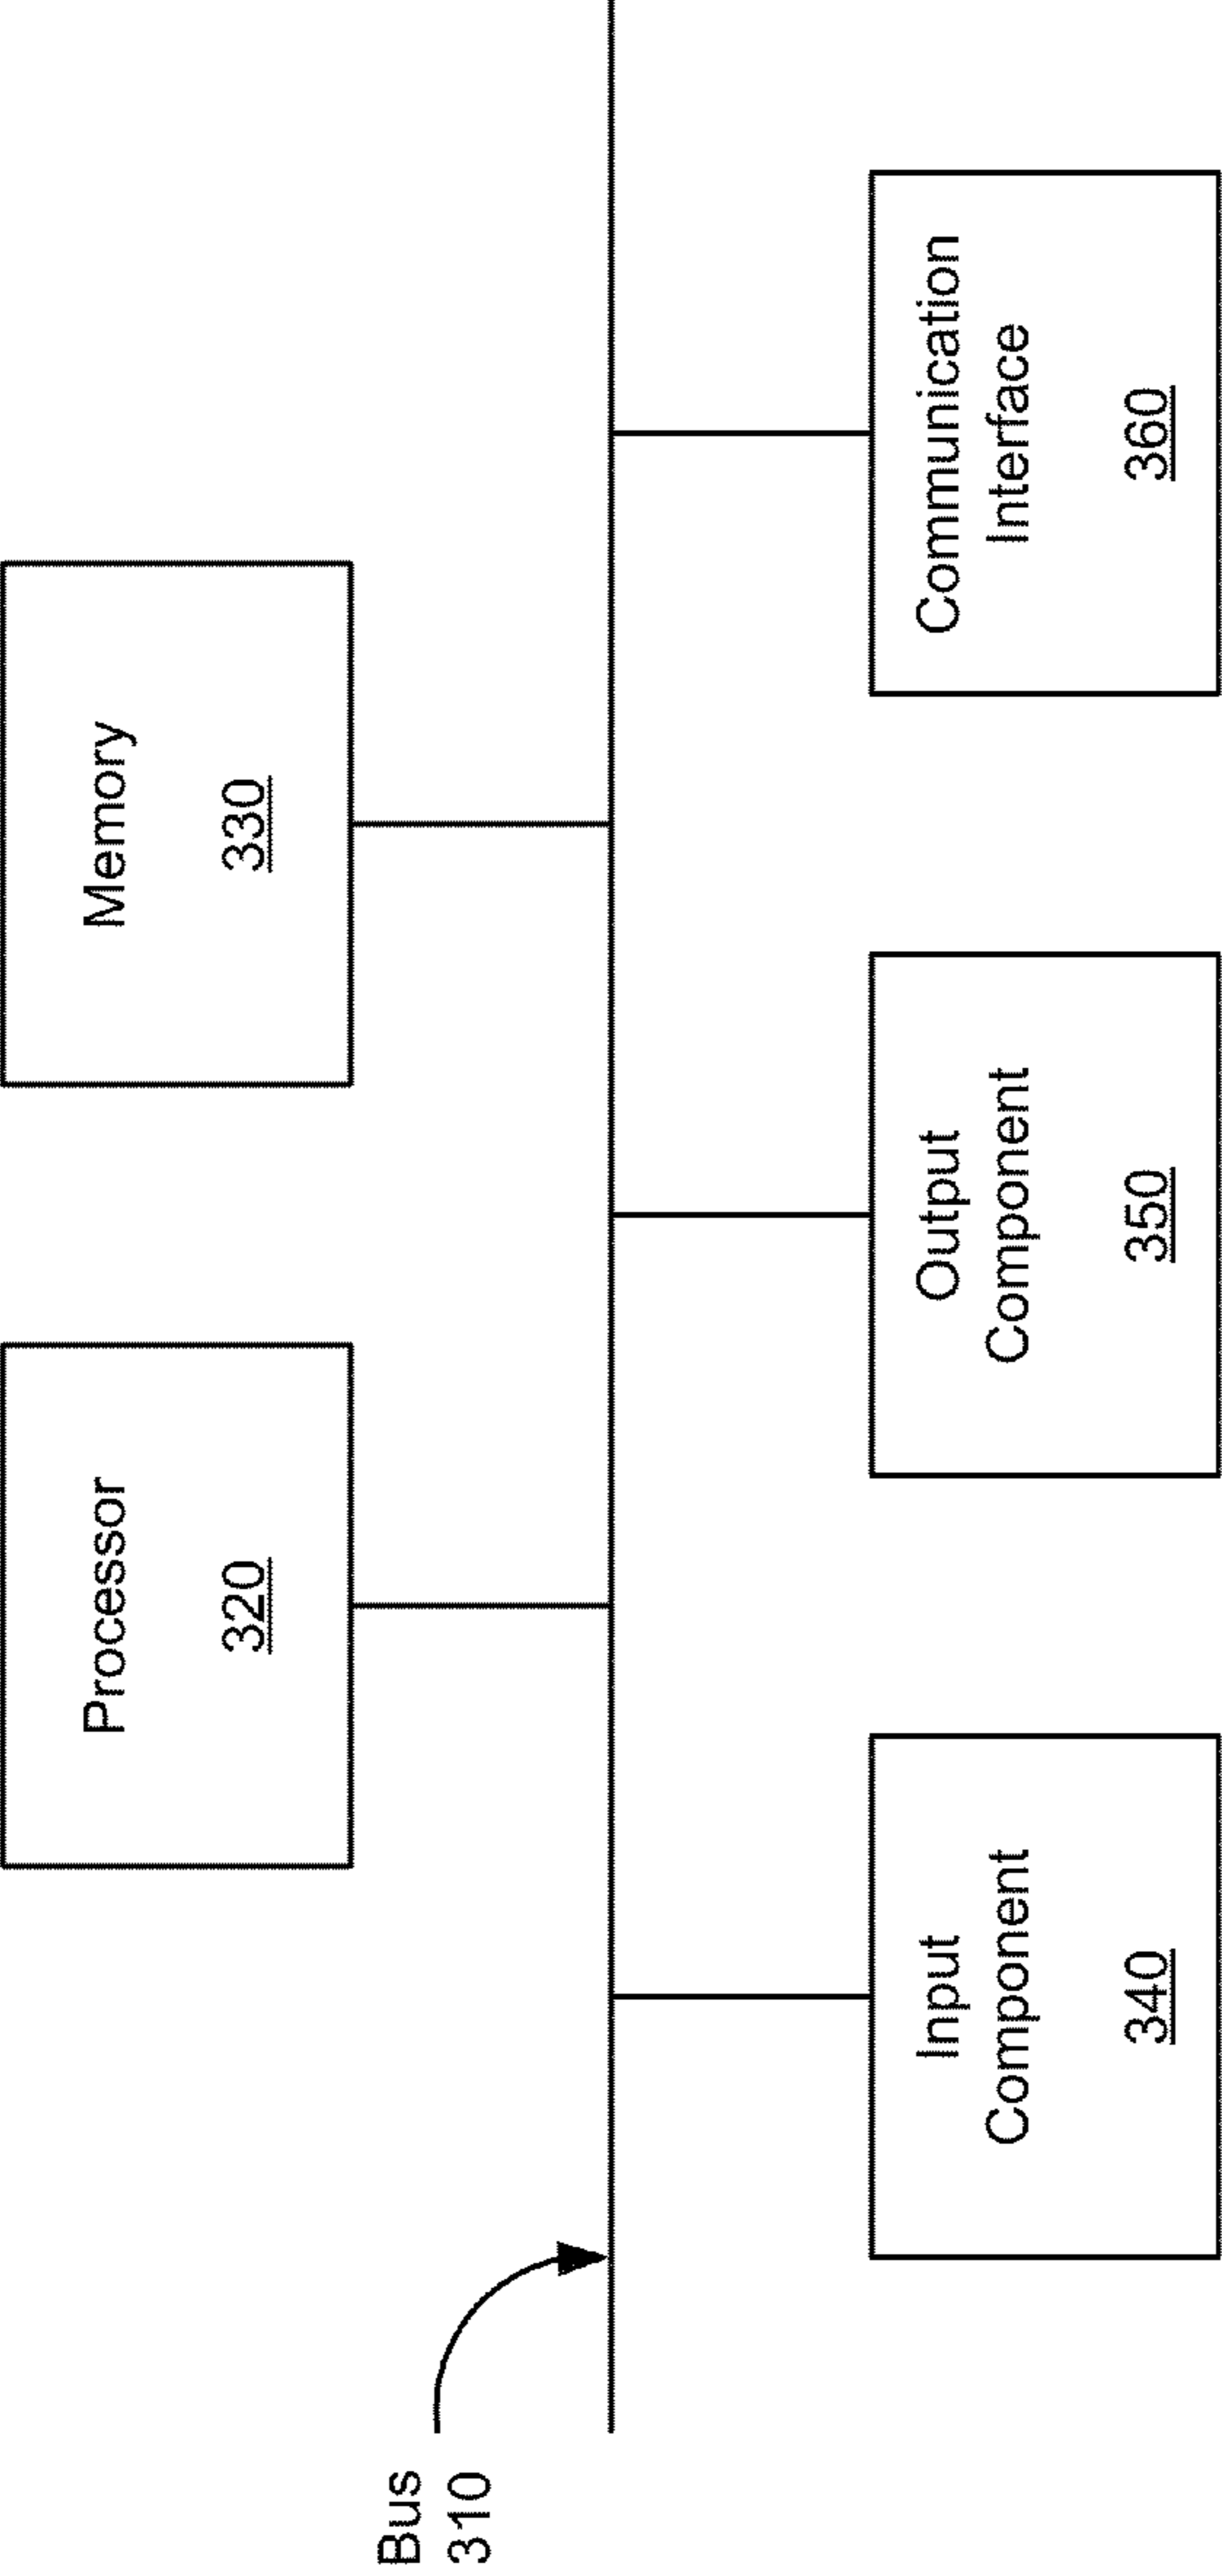 Processor
320
Memory
330
Bus
310
Input
Component
340
Output
Component
350
Communication
Interface
360